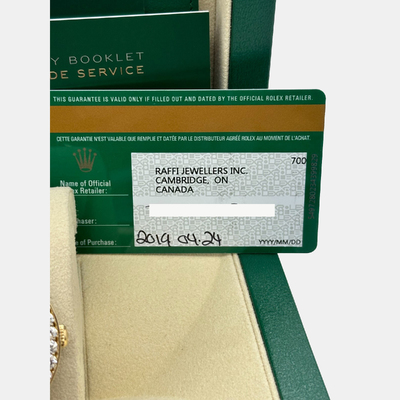 Y BOOKLET
DE SERVICE
THIS GUARANTEE IS VALID ONLY IF FILLED OUT AND DATED BY THE OFFICIAL ROLEX RETAILER.
CETTE GARANTIE N'EST VALABLE QUE REMPLIE ET DATÉE PAR LE DISTRIBUTEUR AGRÉÉ ROLEX AU MOMENT DE L'ACHAT.
700
RAFFI JEWELLERS INC.
CAMBRIDGE, ON
CANADA
Name of Official
Rolex Retailer:
chaser:
of Purchase:
2019 04.24
YYYY/MM/DD